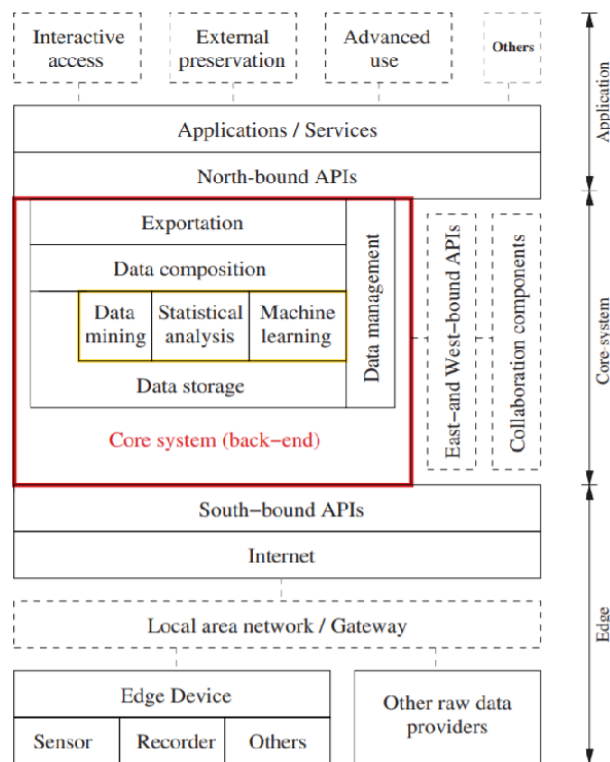 Interactive
access
External
preservation
Advanced
use
Others
Application
Applications / Services
North-bound APIs
Exportation
Data composition
Data
mining
Statistical
analysis
Machine
learning
Data storage
Data management
East-and West-bound APIs
Collaboration components
Core-system
Core system (back-end)
South-bound APIs
Internet
Local area network / Gateway
Edge
Edge Device
Sensor
Recorder
Others
Other raw data
providers